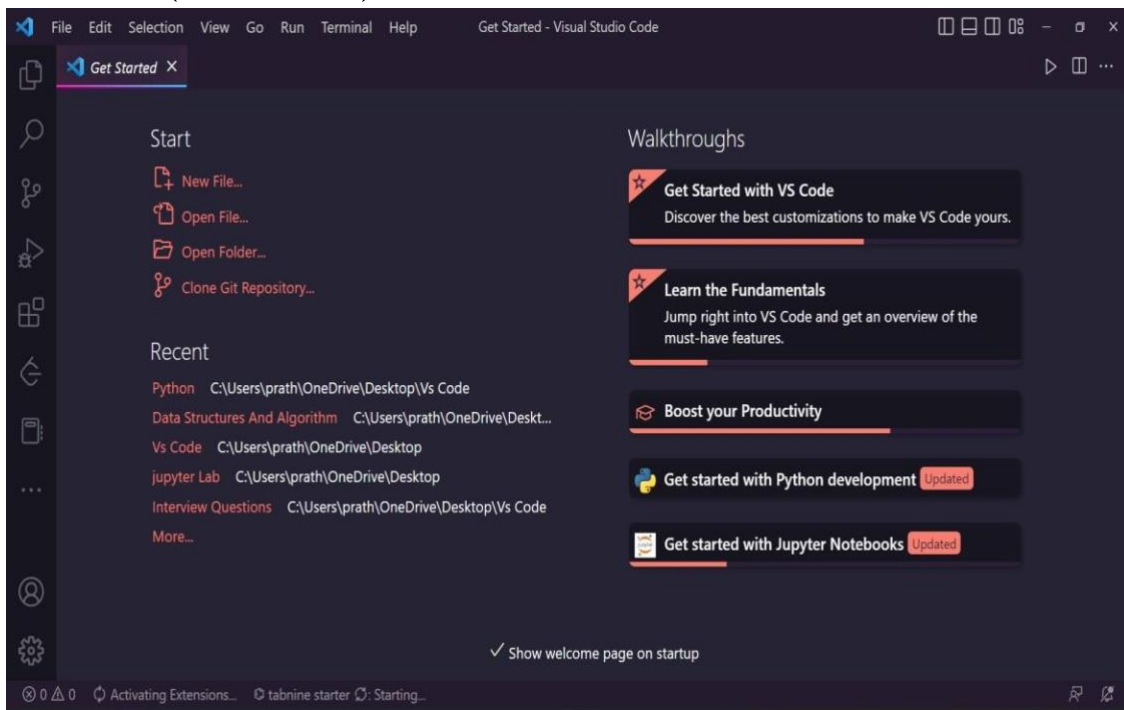 File Edit Selection View Go Run Terminal Help Get Started - Visual Studio Code
Get Started
Start
New File...
Open File...
Open Folder...
Clone Git Repository...
Recent
Python C:\Users\prath\OneDrive\Desktop\Vs Code
Data Structures And Algorithm C:\Users\prath\OneDrive\Deskt...
Vs Code C:\Users\prath\OneDrive\Desktop
jupyter Lab C:\Users\prath\OneDrive\Desktop
Interview Questions C:\Users\prath\OneDrive\Desktop\Vs Code
More...
Walkthroughs
Get Started with VS Code
Discover the best customizations to make VS Code yours.
Learn the Fundamentals
Jump right into VS Code and get an overview of the
must-have features.
Boost your Productivity
Get started with Python development Updated
Get started with Jupyter Notebooks Updated
Show welcome page on startup
0 0 Activating Extensions... tabnine starter : Starting...